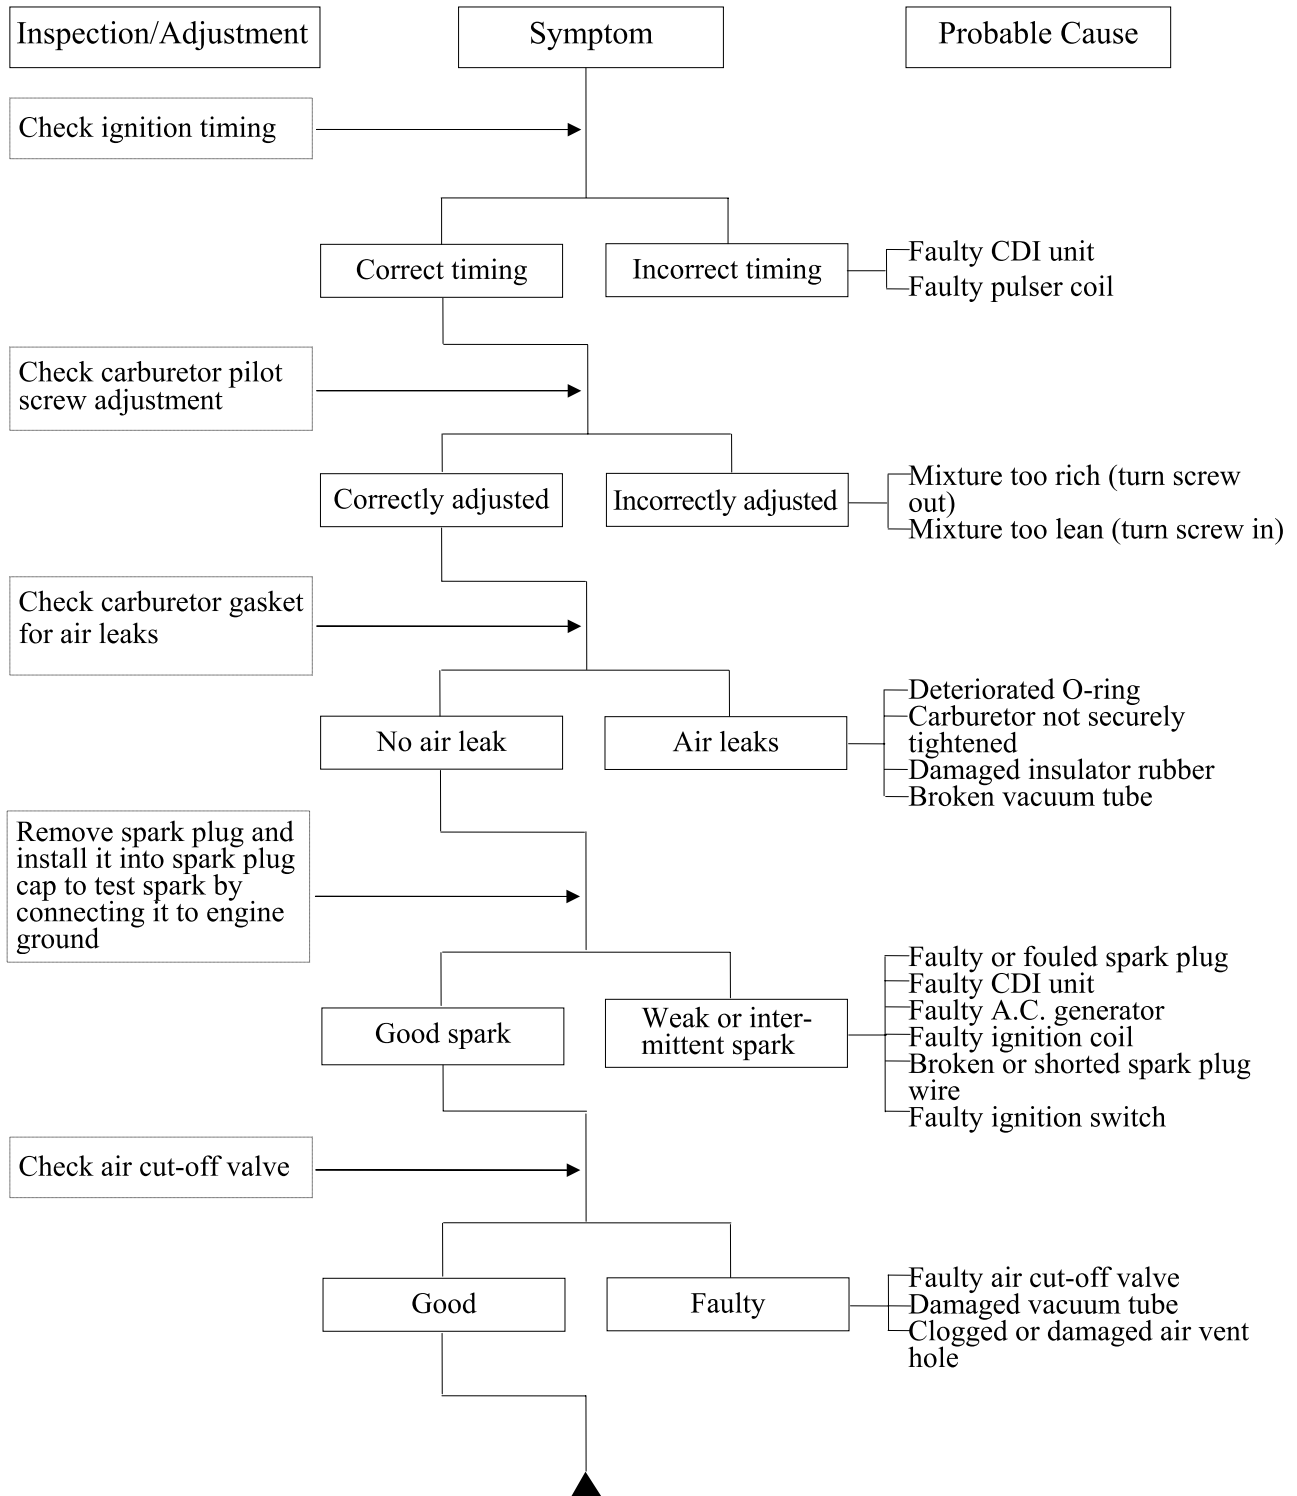 Inspection/Adjustment
Symptom
Probable Cause
Check ignition timing
Correct timing
Incorrect timing
Faulty CDI unit
Faulty pulser coil
Check carburetor pilot
screw adjustment
Correctly adjusted
Incorrectly adjusted
Mixture too rich (turn screw
out)
Mixture too lean (turn screw in)
Check carburetor gasket
for air leaks
No air leak
Air leaks
Deteriorated O-ring
Carburetor not securely
tightened
Damaged insulator rubber
Broken vacuum tube
Remove spark plug and
install it into spark plug
cap to test spark by
connecting it to engine
ground
Good spark
Weak or inter-
mittent spark
Faulty or fouled spark plug
Faulty CDI unit
Faulty A.C. generator
Faulty ignition coil
Broken or shorted spark plug
wire
Faulty ignition switch
Check air cut-off valve
Good
Faulty
Faulty air cut-off valve
Damaged vacuum tube
Clogged or damaged air vent
hole